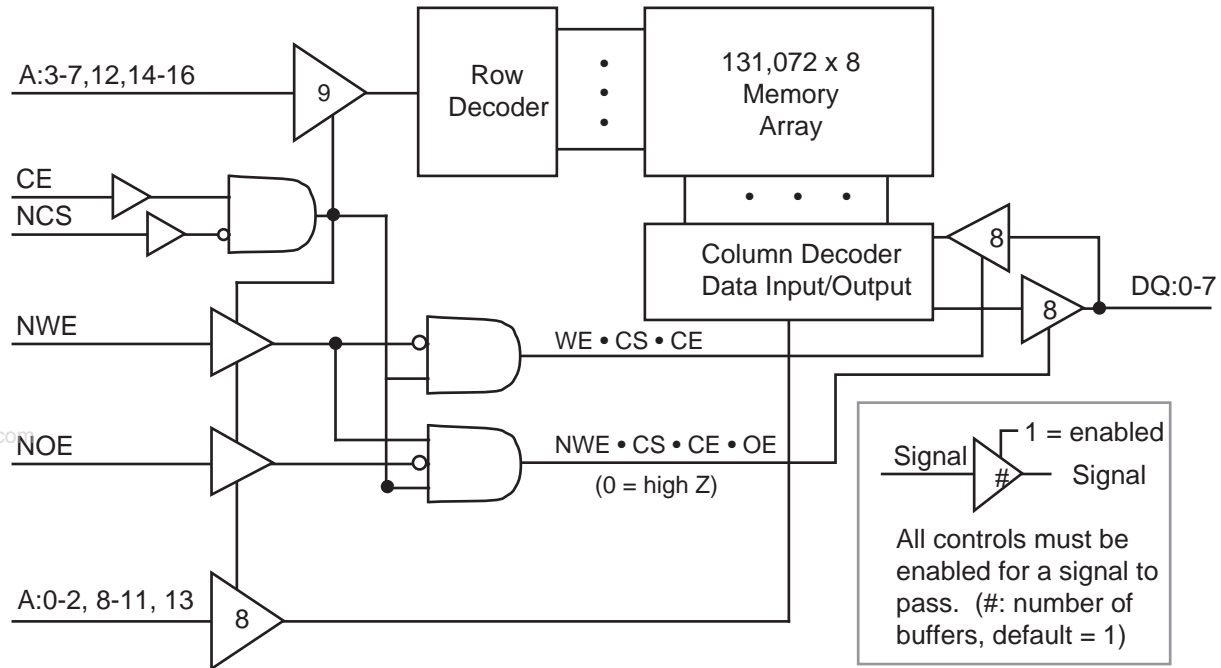 A:3-7,12,14-16
9
Row
Decoder
131,072 x 8
Memory
Array
CE
NCS
Column Decoder
Data Input/Output
8
8
DQ:0-7
NWE
WE • CS • CE
com
NOE
NWE • CS • CE • OE
(0 = high Z)
A:0-2, 8-11, 13
8
1 = enabled
Signal
#
Signal
All controls must be
enabled for a signal to
pass. (#: number of
buffers, default = 1)